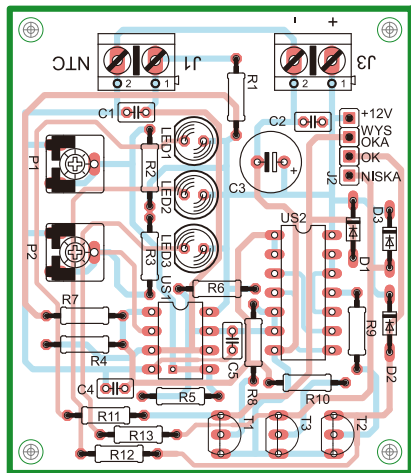 - +
NTC
J1
J3
2 1
2 1
R1
C1
C2
+12V
WYS
OKA
OK
NISKA
J2
LED1
P1
R2
C3
+
LED2
D3
P2
R3
LED3
US2
D1
US1
R6
R7
R4
C5
R8
R9
D2
C4
R5
R10
R11
R13
R12
T1
T3
T2